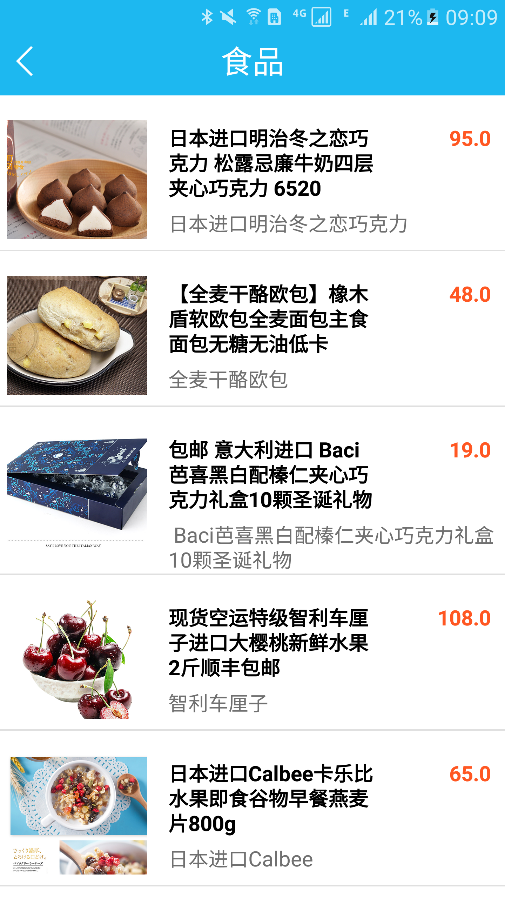 4G E 21% 09:09
食品
日本进口明治冬之恋巧
95.0
克力 松露忌廉牛奶四层
夹心巧克力 6520
日本进口明治冬之恋巧克力
【全麦干酪欧包】橡木
48.0
盾软欧包全麦面包主食
面包无糖无油低卡
全麦干酪欧包
包邮 意大利进口 Baci
19.0
芭喜黑白配榛仁夹心巧
克力礼盒10颗圣诞礼物
Baci芭喜黑白配榛仁夹心巧克力礼盒
10颗圣诞礼物
现货空运特级智利车厘
108.0
子进口大樱桃新鲜水果
2斤顺丰包邮
智利车厘子
日本进口Calbee卡乐比
65.0
水果即食谷物早餐燕麦
片800g
日本进口Calbee